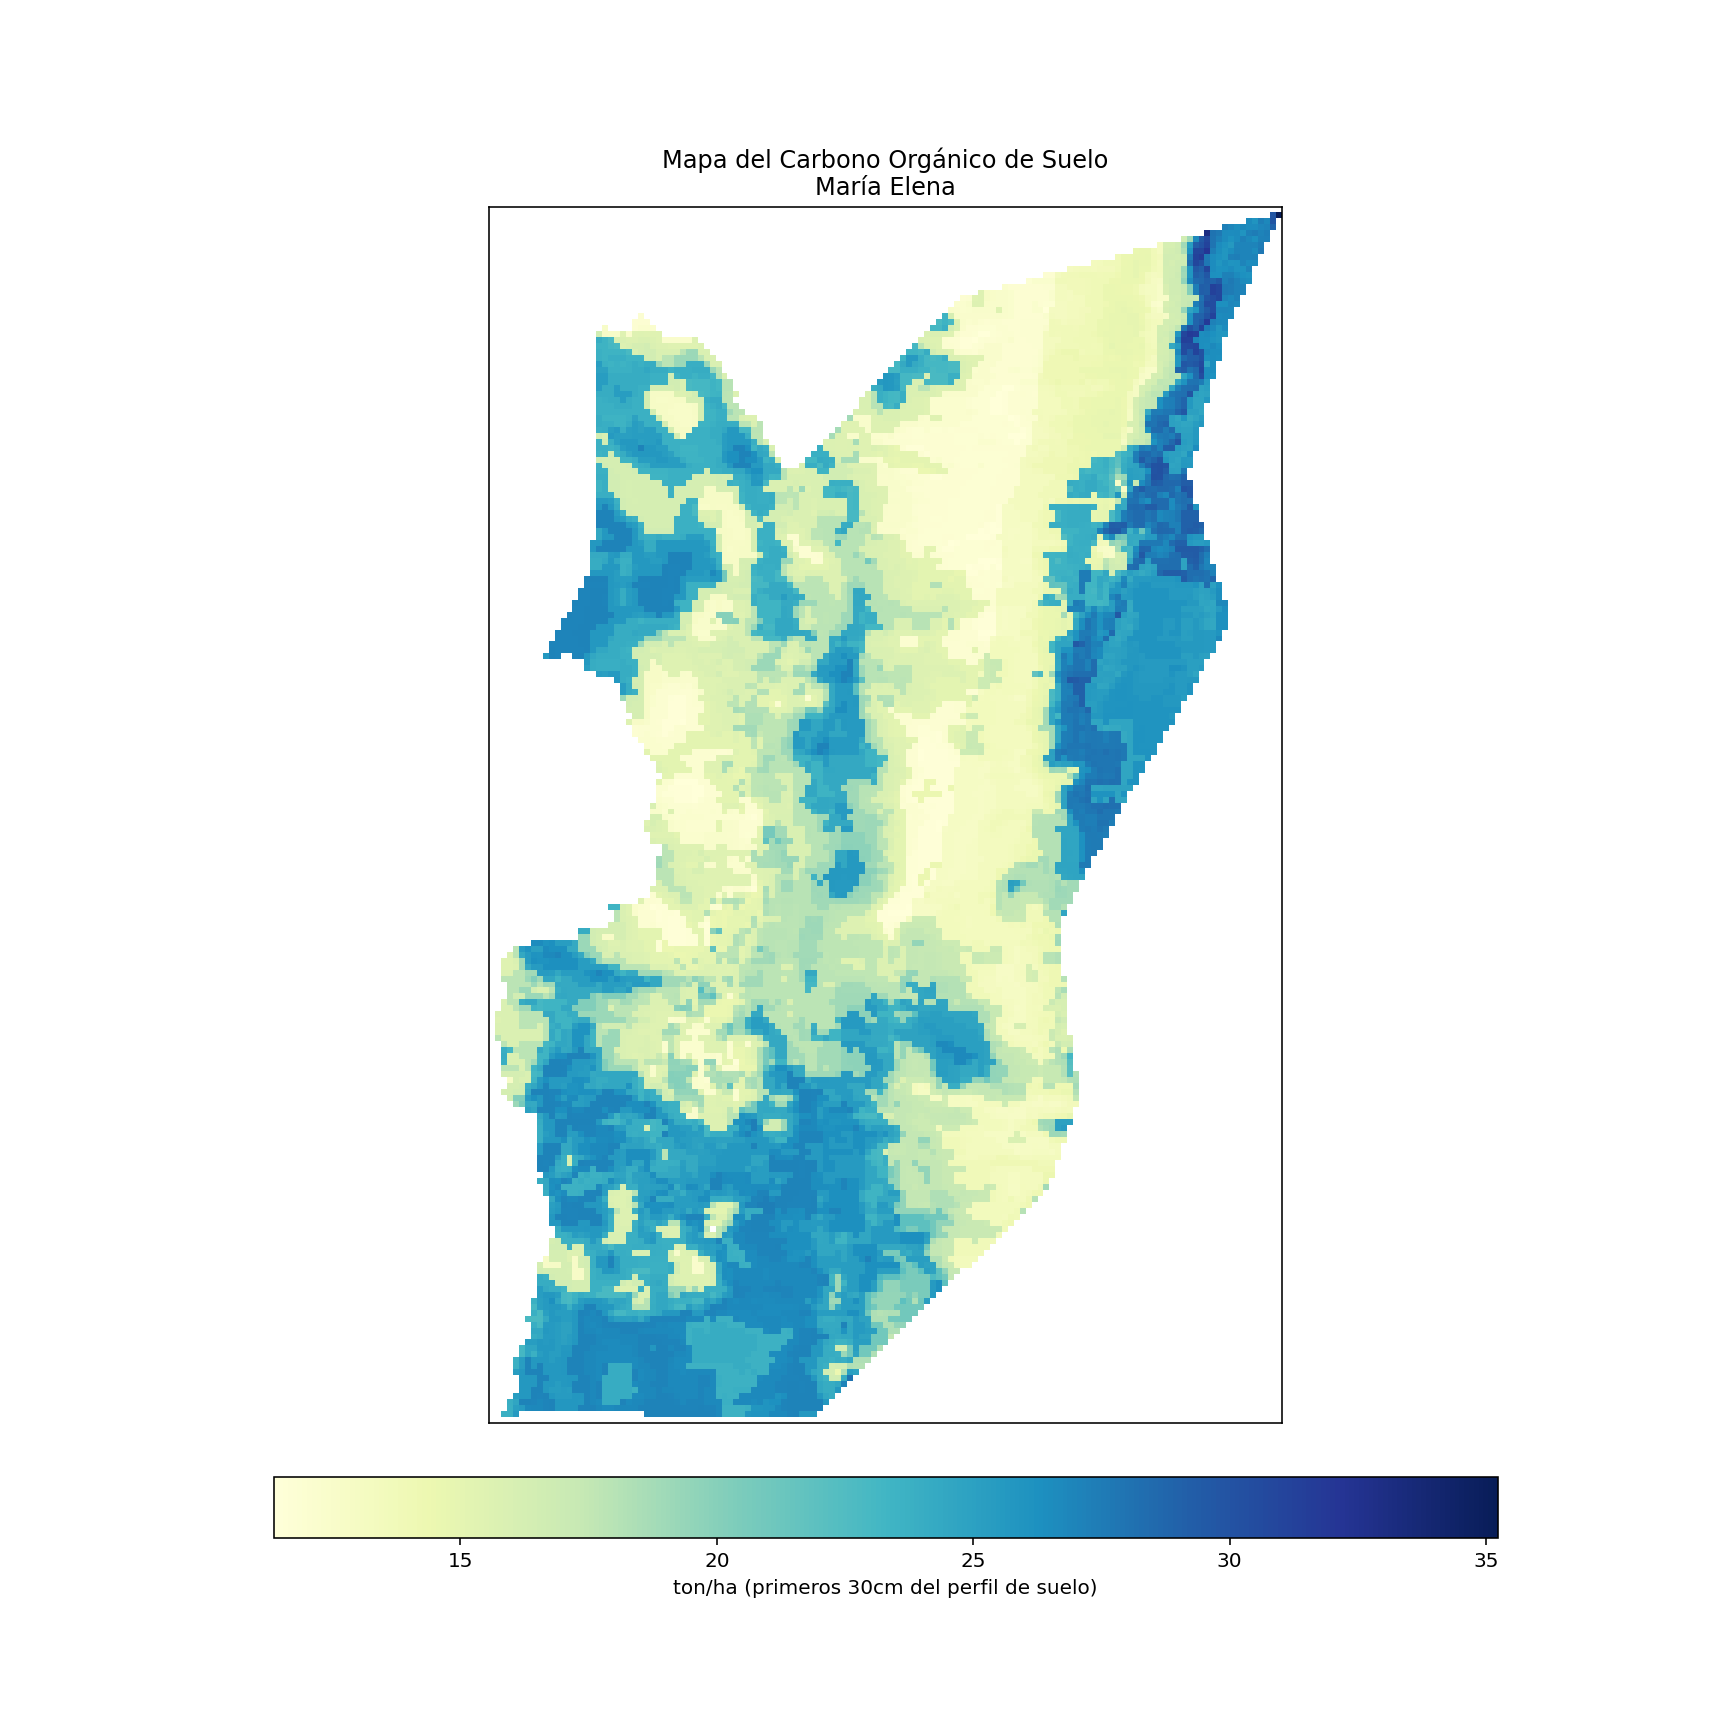 Mapa del Carbono Orgánico de Suelo
María Elena
15 20 25 30 35
ton/ha (primeros 30cm del perfil de suelo)